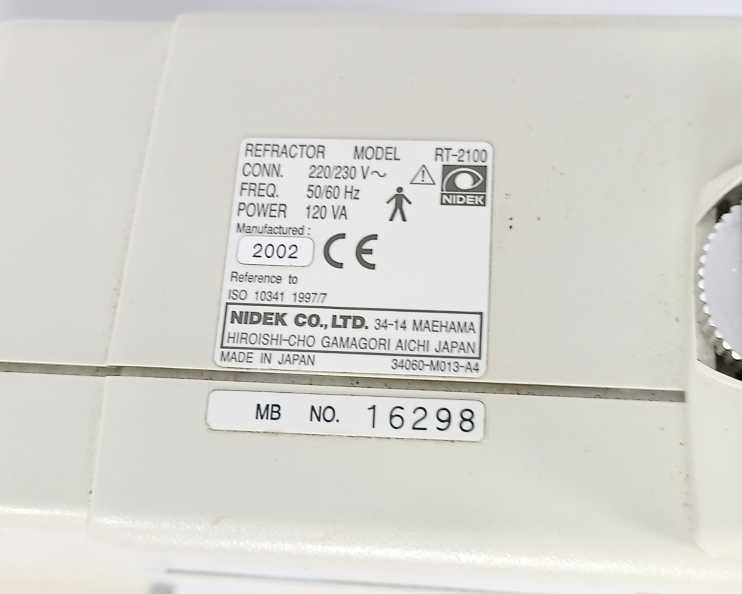 REFRACTOR MODEL RT-2100
CONN. 220/230 V～
FREQ. 50/60 Hz
POWER 120 VA
NIDEK
Manufactured :
2002
CE
Reference to
ISO 10341 1997/7
NIDEK CO., LTD. 34-14 MAEHAMA
HIROISHI-CHO GAMAGORI AICHI JAPAN
MADE IN JAPAN 34060-M013-A4
MB NO. 16298